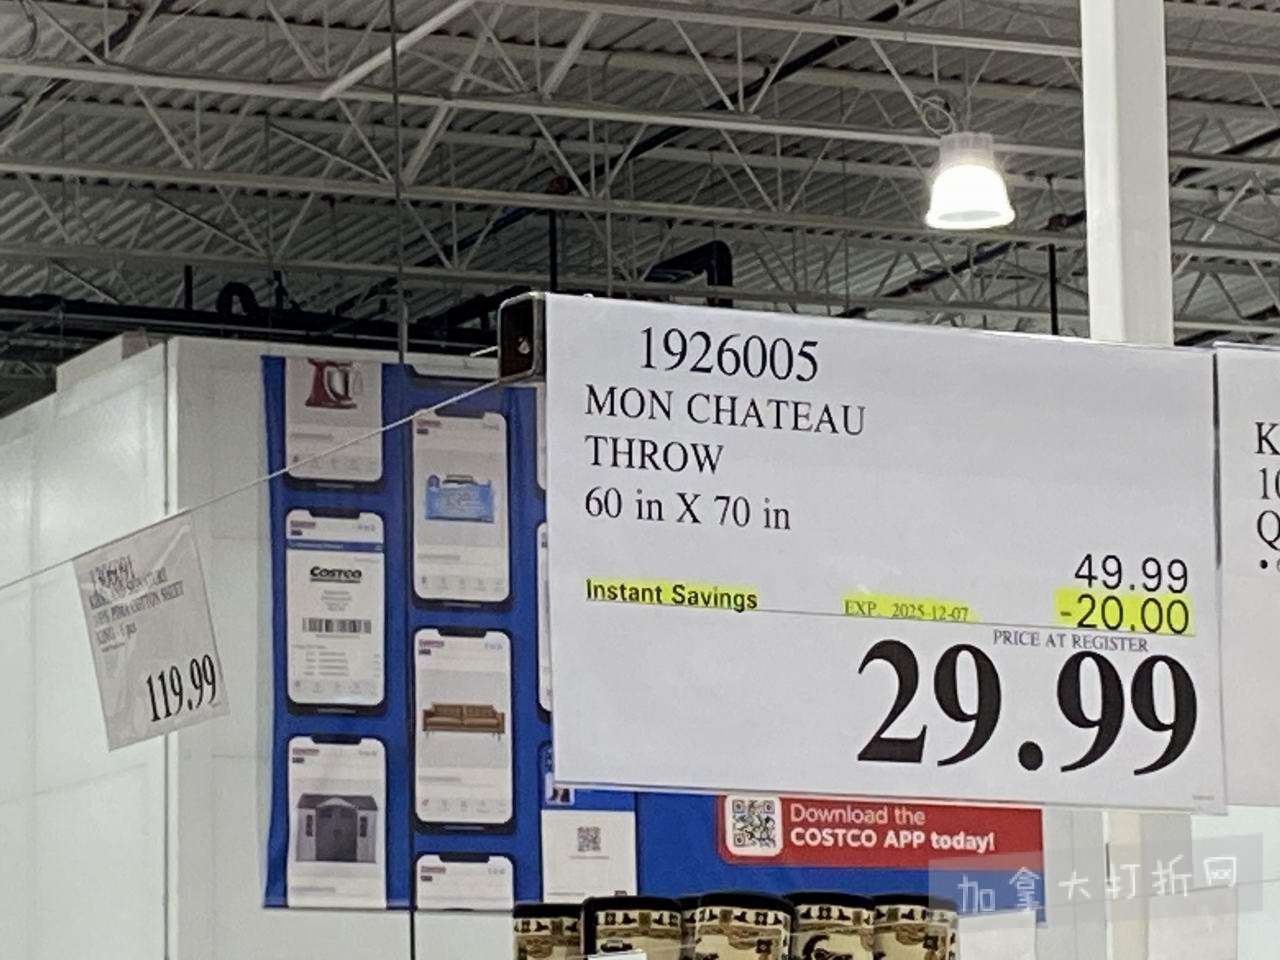 1926005
MON CHATEAU
THROW
60 in X 70 in
49.99
Instant Savings EXP. 2025-12-07 -20.00
PRICE AT REGISTER
29.99
119.99
COSTCO
Download the
COSTCO APP today!
加拿大打折网